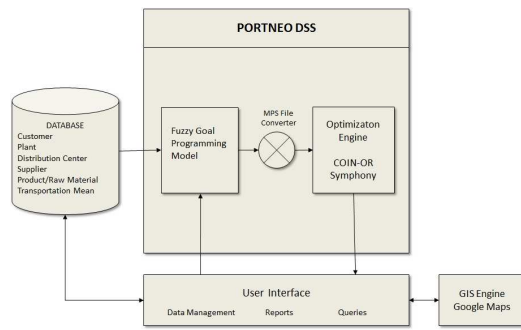 PORTNEO DSS
DATABASE
Customer
Plant
Distribution Center
Supplier
Product/Raw Material
Transportation Mean
Fuzzy Goal
Programming
Model
MPS File
Converter
Optimizaton
Engine
COIN-OR
Symphony
User Interface
Data Management Reports Queries
GIS Engine
Google Maps